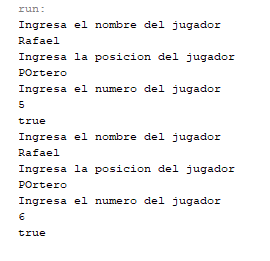 run:
Ingresa el nombre del jugador
Rafael
Ingresa la posicion del jugador
POrtero
Ingresa el numero del jugador
5
true
Ingresa el nombre del jugador
Rafael
Ingresa la posicion del jugador
POrtero
Ingresa el numero del jugador
6
true